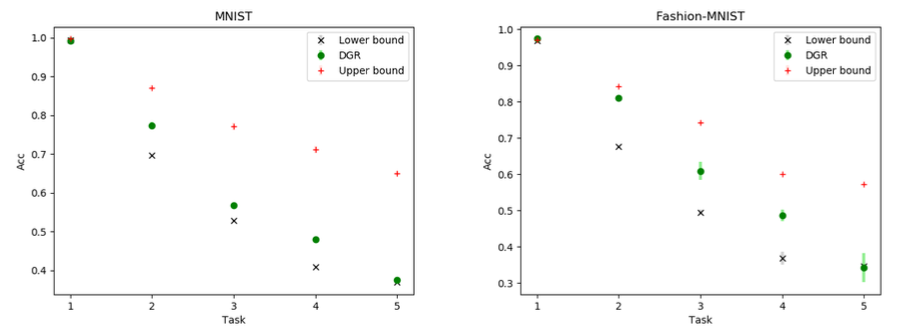 MNIST
Acc
1.0
0.9
0.8
0.7
0.6
0.5
0.4
Lower bound
DGR
Upper bound
1 2 3 4 5
Task
Fashion-MNIST
Acc
1.0
0.9
0.8
0.7
0.6
0.5
0.4
0.3
Lower bound
DGR
Upper bound
1 2 3 4 5
Task